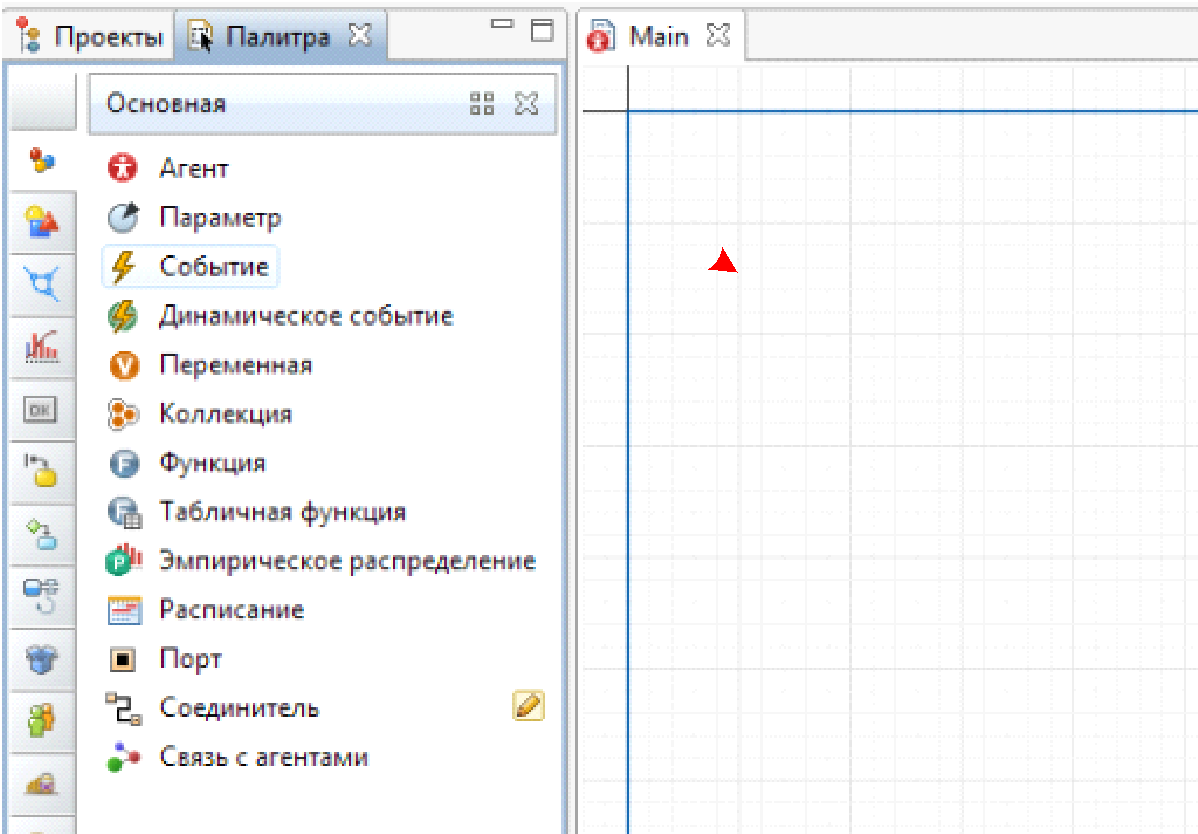 Проекты
Палитра
Main
Основная
Агент
Параметр
Событие
Динамическое событие
V Переменная
Коллекция
F Функция
Табличная функция
P Эмпирическое распределение
Расписание
OK
Порт
Соединитель
Связь с агентами